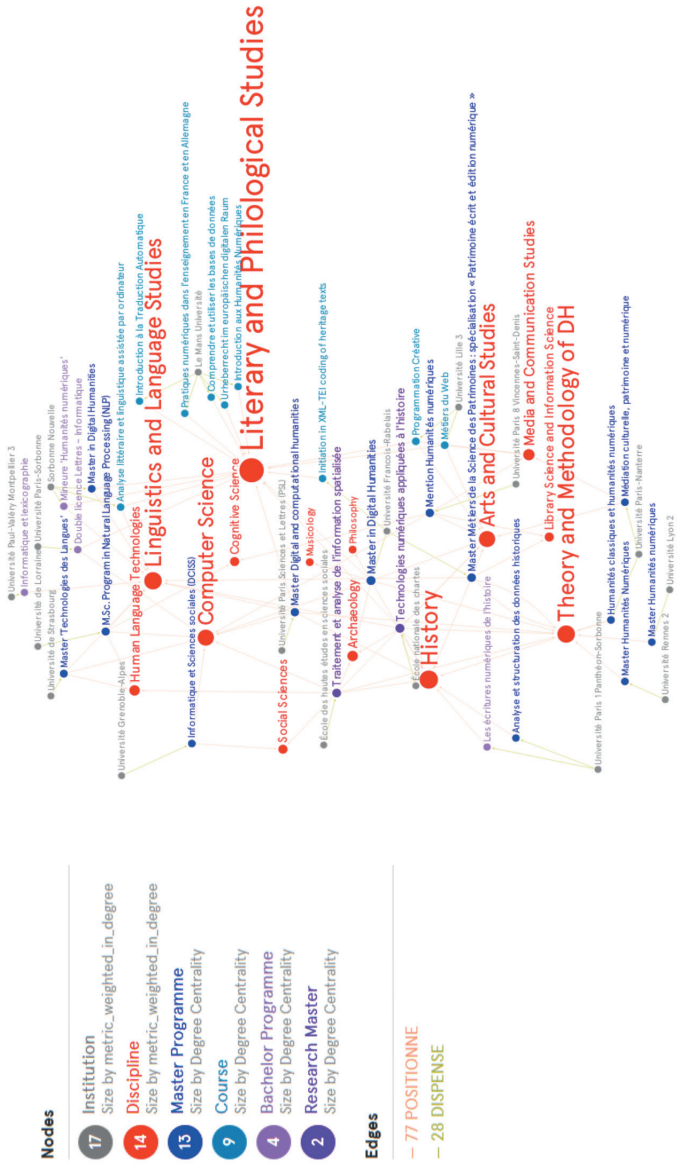 Nodes
17 Institution
Size by metric_weighted_in_degree
14 Discipline
Size by metric_weighted_in_degree
13 Master Programme
Size by Degree Centrality
9 Course
Size by Degree Centrality
4 Bachelor Programme
Size by Degree Centrality
2 Research Master
Size by Degree Centrality
Edges
— 77 POSITIONNE
— 28 DISPENSE
Université Paul-Valéry Montpellier 3
Informatique et lexicographie
Université de Lorraine
Université Paris-Sorbonne
Université de Strasbourg
Sorbonne Nouvelle
Master 'Technologies des Langues'
Mineure 'Humanités numériques'
Double licence Lettres - Informatique
Master in Digital Humanities
M.Sc. Program in Natural Language Processing (NLP)
Université Grenoble-Alpes
Analyse littéraire et linguistique assistée par ordinateur
Human Language Technologies
Introduction à la Traduction Automatique
Linguistics and Language Studies
Pratiques numériques dans l'enseignement en France et en Allemagne
Informatique et Sciences sociales (DCISS)
Le Mans Université
Computer Science
Comprendre et utiliser les bases de données
Urheberrecht im europäischen digitalen Raum
Cognitive Science
Introduction aux Humanités Numériques
Literary and Philological Studies
Social Sciences
Université Paris Sciences et Lettres (PSL)
Master Digital and computational humanities
Musicology
École des hautes études en sciences sociales
Initiation in XML-TEI coding of heritage texts
Traitement et analyse de l'information spatialisée
Archaeology
Philosophy
Master in Digital Humanities
Université Francois-Rabelais
Technologies numériques appliquées à l'histoire
École nationale des chartes
Programmation Créative
History
Mention Humanités numériques
Métiers du Web
Université Lille 3
Master Métiers de la Science des Patrimoines : spécialisation « Patrimoine écrit et édition numérique »
Les écritures numériques de l'histoire
Arts and Cultural Studies
Analyse et structuration des données historiques
Université Paris 8 Vincennes-Saint-Denis
Media and Communication Studies
Library Science and Information Science
Theory and Methodology of DH
Université Paris 1 Panthéon-Sorbonne
Humanités classiques et humanités numériques
Master Humanités Numériques
Médiation culturelle, patrimoine et numérique
Université Paris-Nanterre
Master Humanités numériques
Université Rennes 2
Université Lyon 2